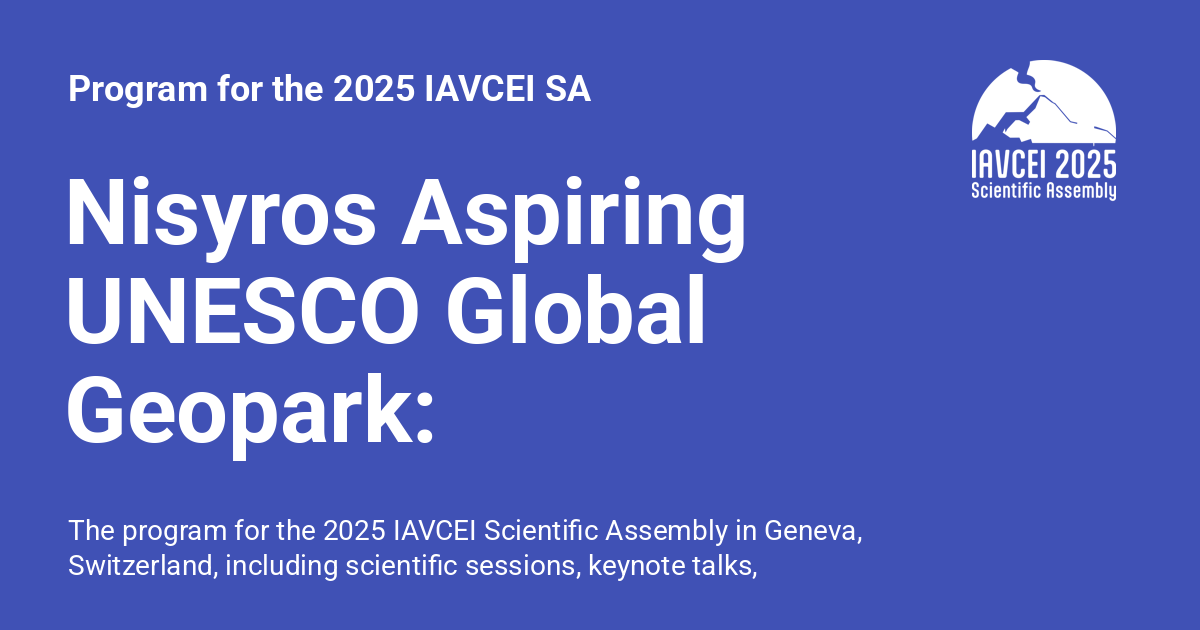 Program for the 2025 IAVCEI SA
IAVCEI 2025
Scientific Assembly
Nisyros Aspiring
UNESCO Global
Geopark:
The program for the 2025 IAVCEI Scientific Assembly in Geneva,
Switzerland, including scientific sessions, keynote talks,